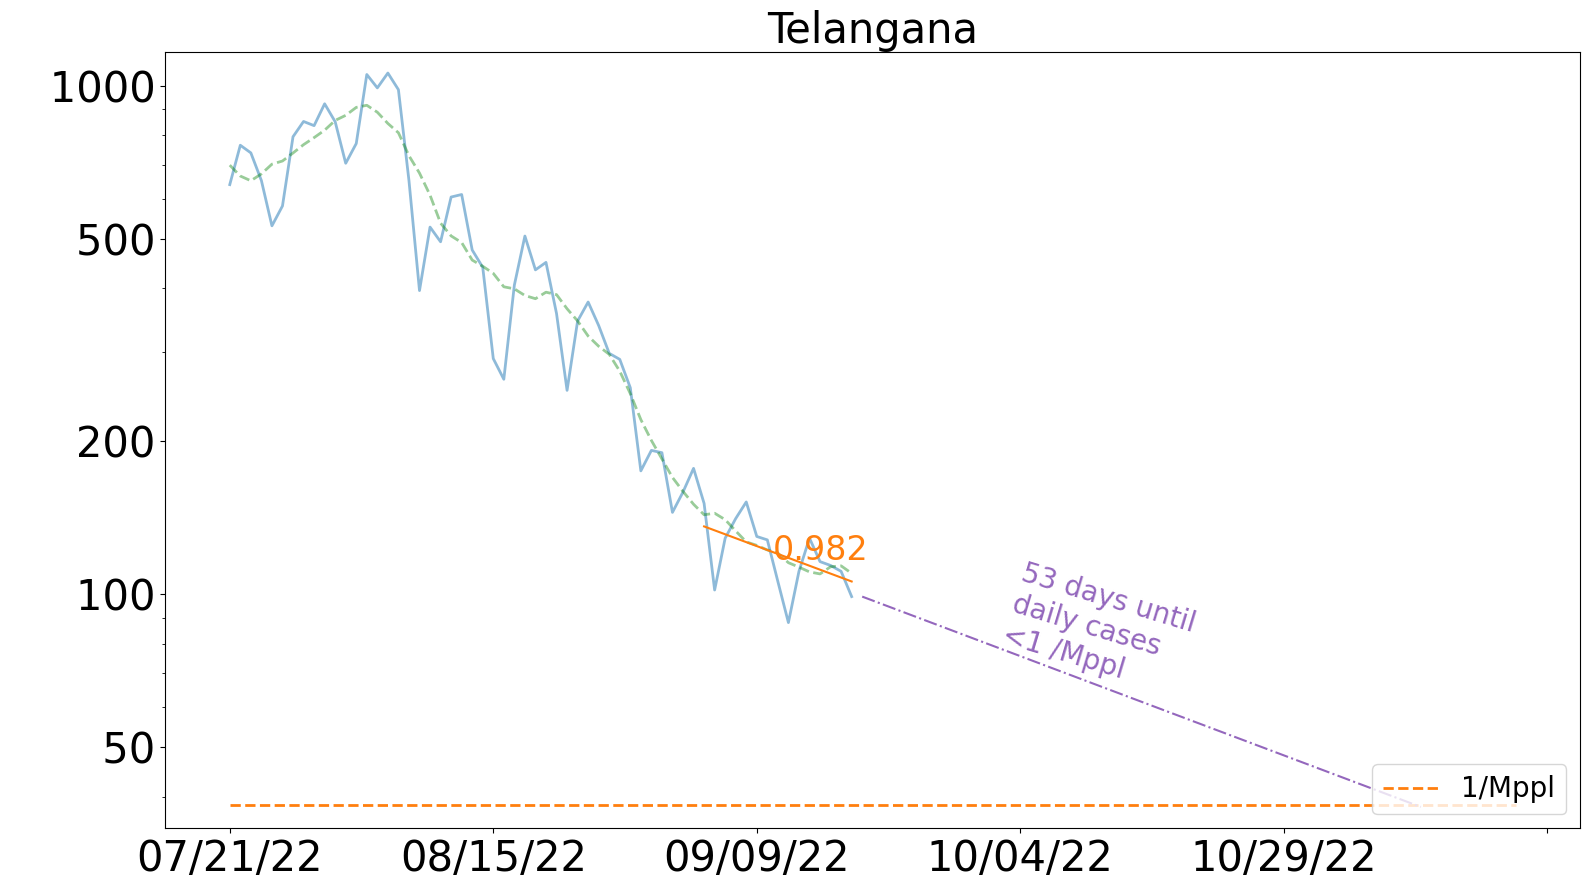 Telangana
1000
500
200
100
50
0.982
53 days until
daily cases
<1 /Mppl
1/Mppl
07/21/22
08/15/22
09/09/22
10/04/22
10/29/22